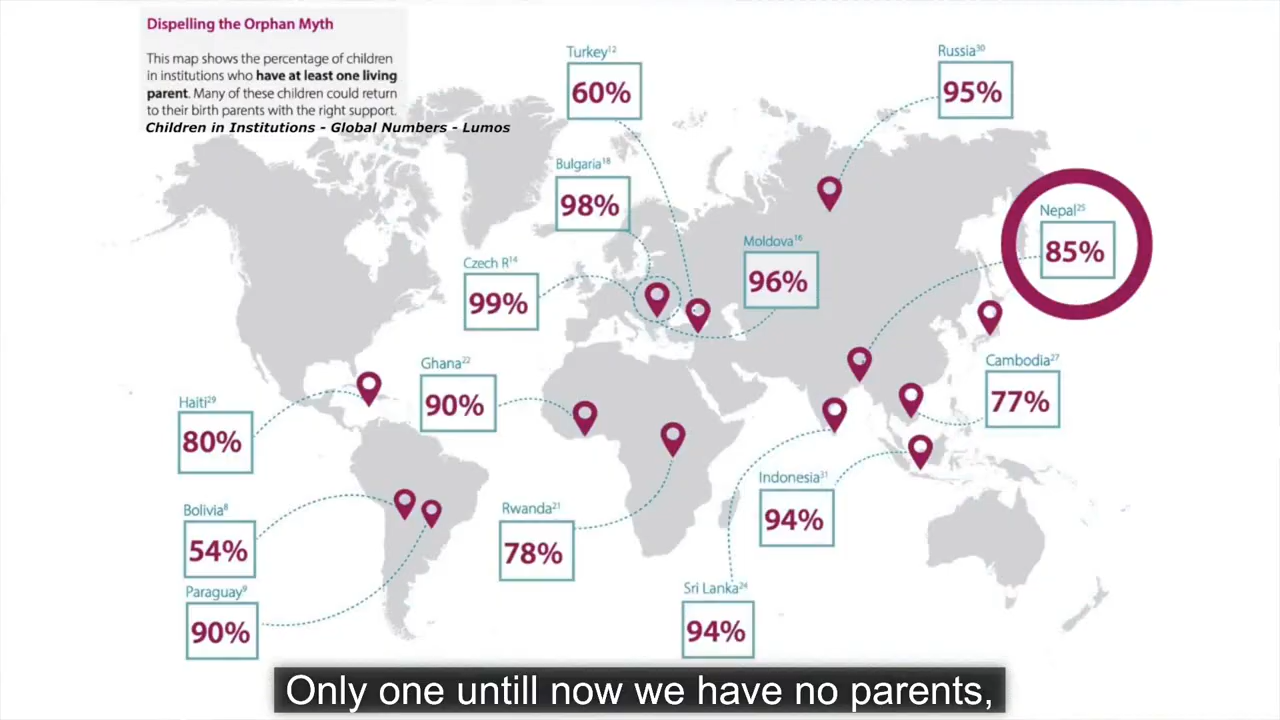 Dispelling the Orphan Myth
This map shows the percentage of children
in institutions who have at least one living
parent. Many of these children could return
to their birth parents with the right support.
Children in Institutions - Global Numbers - Lumos
Turkey¹²
60%
Russia³⁰
95%
Bulgaria¹⁸
98%
Nepal²⁵
85%
Moldova¹⁶
96%
Czech R¹⁴
99%
Ghana²²
90%
Cambodia²⁷
77%
Haiti²⁹
80%
Indonesia³¹
94%
Bolivia⁸
54%
Rwanda²¹
78%
Paraguay⁹
90%
Sri Lanka²⁴
94%
Only one untill now we have no parents,